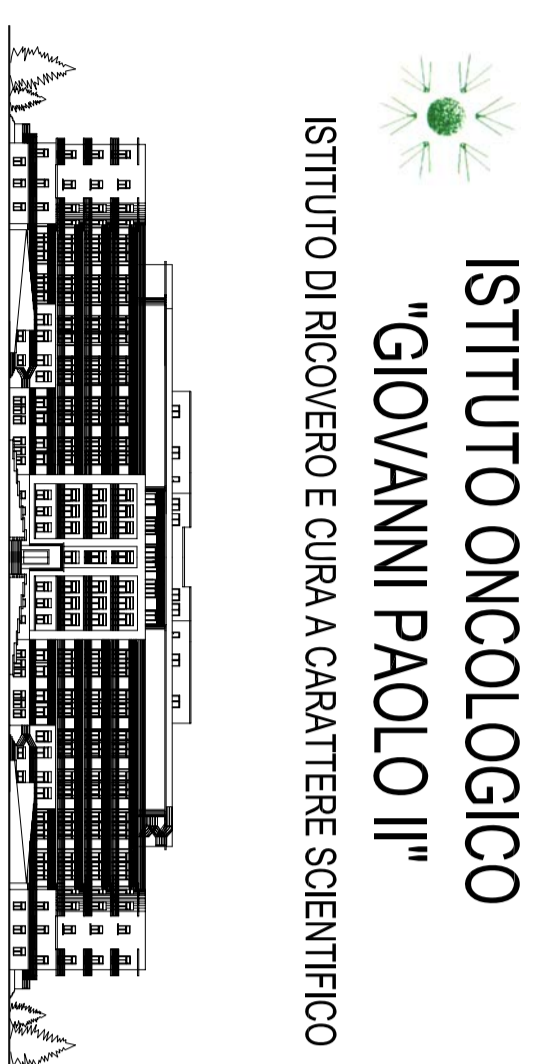 ISTITUTO ONCOLOGICO
"GIOVANNI PAOLO II"
ISTITUTO DI RICOVERO E CURA A CARATTERE SCIENTIFICO